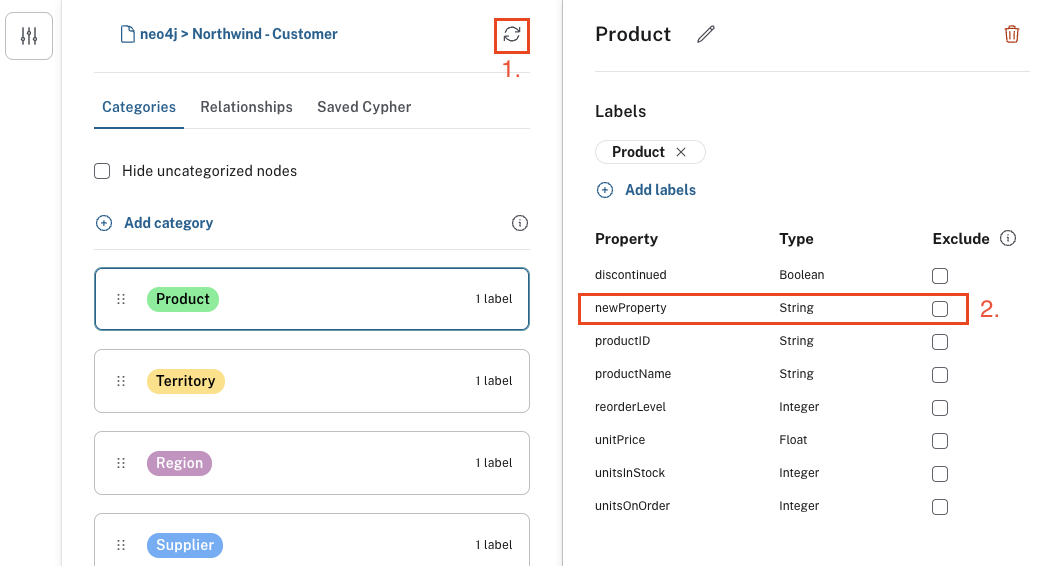 neo4j > Northwind - Customer
1.
Categories Relationships Saved Cypher
Hide uncategorized nodes
Add category
Product 1 label
Territory 1 label
Region 1 label
Supplier 1 label
Product
Labels
Product
Add labels
Property Type Exclude
discontinued Boolean
newProperty String
2.
productID String
productName String
reorderLevel Integer
unitPrice Float
unitsInStock Integer
unitsOnOrder Integer